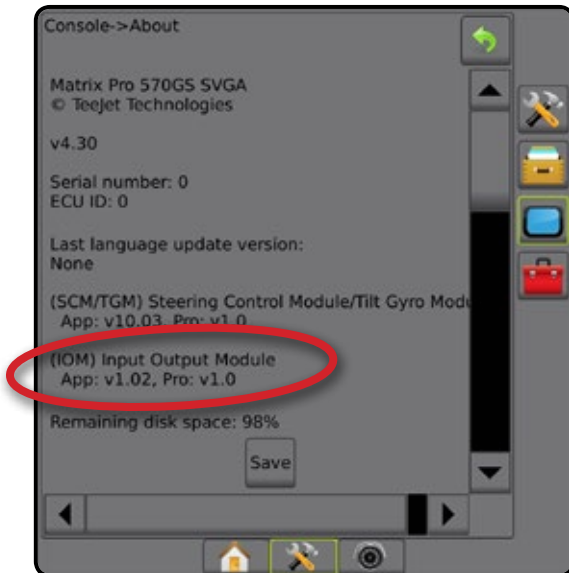 Console->About
Matrix Pro 570GS SVGA
© TeeJet Technologies
v4.30
Serial number: 0
ECU ID: 0
Last language update version:
None
(SCM/TGM) Steering Control Module/Tilt Gyro Modu
App: v10.03, Pro: v1.0
(IOM) Input Output Module
App: v1.02, Pro: v1.0
Remaining disk space: 98%
Save